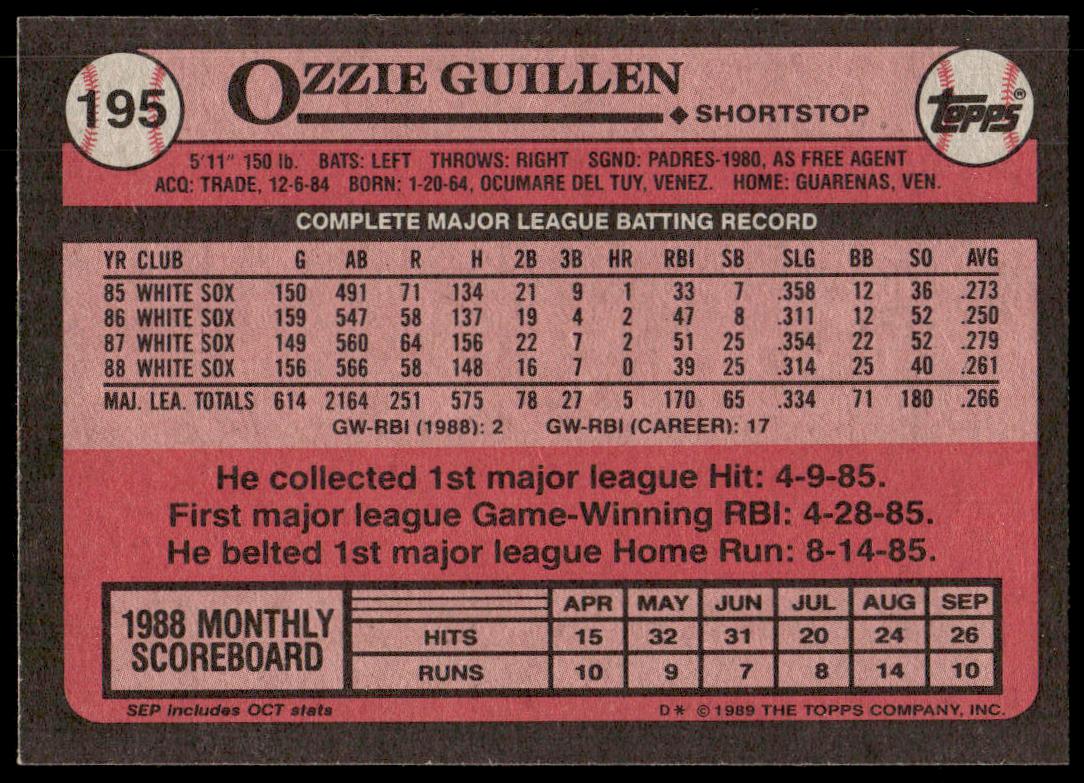 195
OZZIE GUILLEN
◆ SHORTSTOP
TOPPS®
5'11" 150 lb. BATS: LEFT THROWS: RIGHT SGND: PADRES-1980, AS FREE AGENT
ACQ: TRADE, 12-6-84 BORN: 1-20-64, OCUMARE DEL TUY, VENEZ. HOME: GUARENAS, VEN.
COMPLETE MAJOR LEAGUE BATTING RECORD
YR CLUB G AB R H 2B 3B HR RBI SB SLG BB SO AVG
85 WHITE SOX 150 491 71 134 21 9 1 33 7 .358 12 36 .273
86 WHITE SOX 159 547 58 137 19 4 2 47 8 .311 12 52 .250
87 WHITE SOX 149 560 64 156 22 7 2 51 25 .354 22 52 .279
88 WHITE SOX 156 566 58 148 16 7 0 39 25 .314 25 40 .261
MAJ. LEA. TOTALS 614 2164 251 575 78 27 5 170 65 .334 71 180 .266
GW-RBI (1988): 2 GW-RBI (CAREER): 17
He collected 1st major league Hit: 4-9-85.
First major league Game-Winning RBI: 4-28-85.
He belted 1st major league Home Run: 8-14-85.
1988 MONTHLY
SCOREBOARD
APR MAY JUN JUL AUG SEP
HITS 15 32 31 20 24 26
RUNS 10 9 7 8 14 10
SEP includes OCT stats
D* © 1989 THE TOPPS COMPANY, INC.